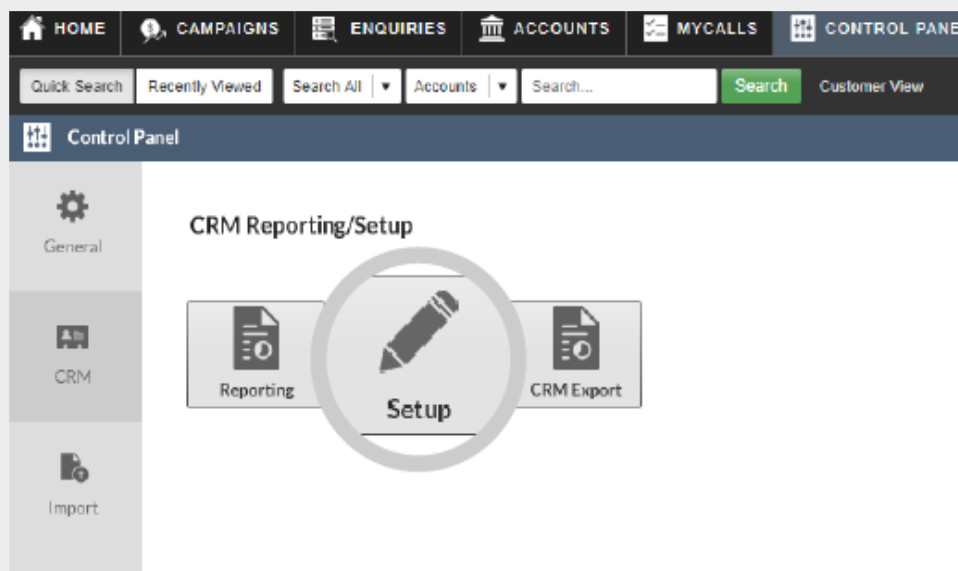 HOME CAMPAIGNS ENQUIRIES ACCOUNTS MYCALLS CONTROL PANE
Quick Search Recently Viewed Search All Accounts Search... Search Customer View
Control Panel
General
CRM Reporting/Setup
Reporting Setup CRM Export
CRM
Import